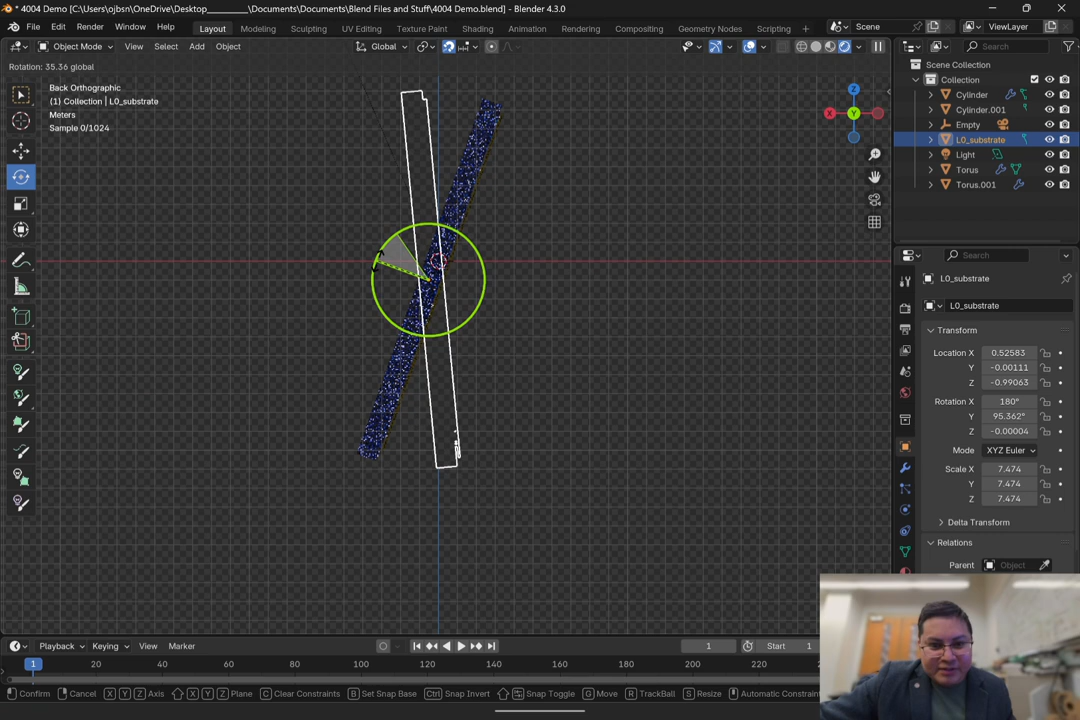 4004 Demo [C:\Users\ojbsn\OneDrive\Desktop________\Documents\Documents\Blend Files and Stuff\4004 Demo.blend] - Blender 4.3.0
File Edit Render Window Help Layout Modeling Sculpting UV Editing Texture Paint Shading Animation Rendering Compositing Geometry Nodes Scripting Scene ViewLayer
Object Mode View Select Add Object Global Search
Rotation: 35.36 global
Scene Collection
Back Orthographic
Collection
(1) Collection | L0_substrate
Cylinder
Meters
Cylinder.001
Sample 0/1024
Empty
L0_substrate
Light
Torus
Torus.001
Z
X
Y
Search
L0_substrate
L0_substrate
Transform
Location X 0.52583
Y -0.00111
Z -0.99063
Rotation X 180°
Y 95.362°
Z -0.00004
Mode XYZ Euler
Scale X 7.474
Y 7.474
Z 7.474
Delta Transform
Relations
Parent Object
Playback Keying View Marker 1 Start 1
1 20 40 60 80 100 120 140 160 180 200 220
Confirm Cancel X Y Z Axis X Y Z Plane C Clear Constraints B Set Snap Base Ctrl Snap Invert Snap Toggle G Move R TrackBall S Resize Automatic Constraint